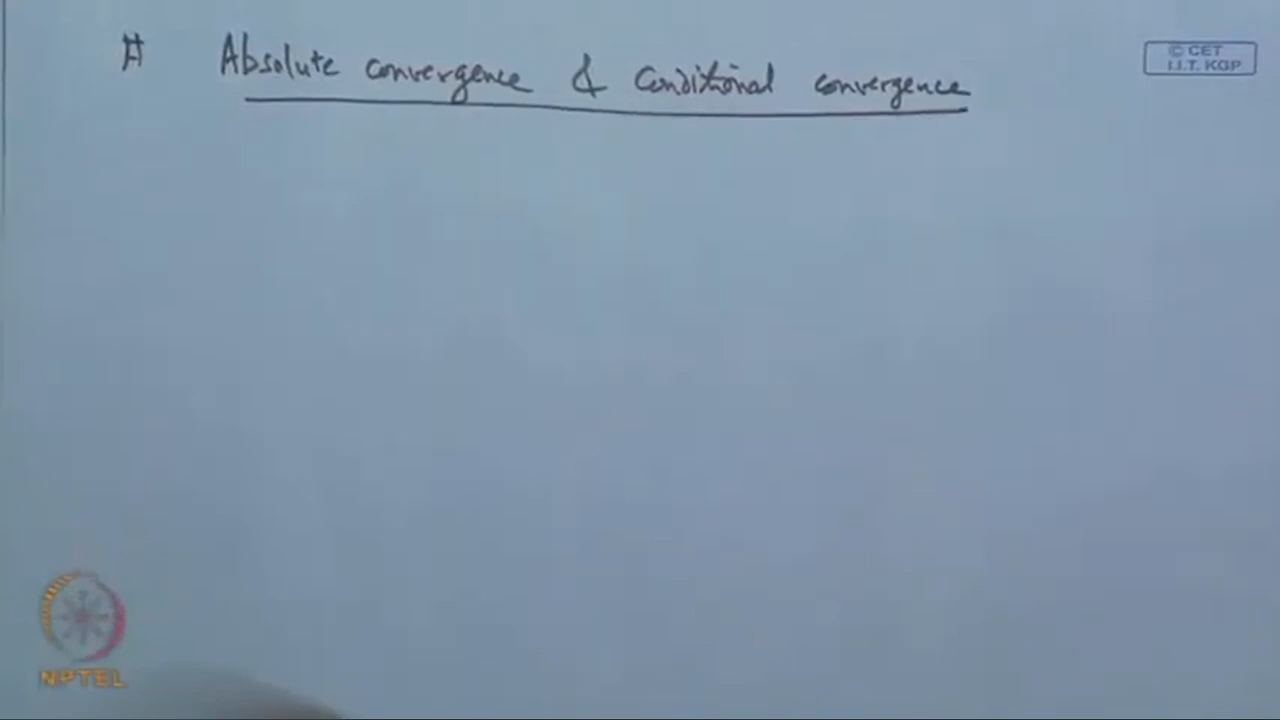 # Absolute convergence & Conditional convergence
© CET
I.I.T. KGP
NPTEL